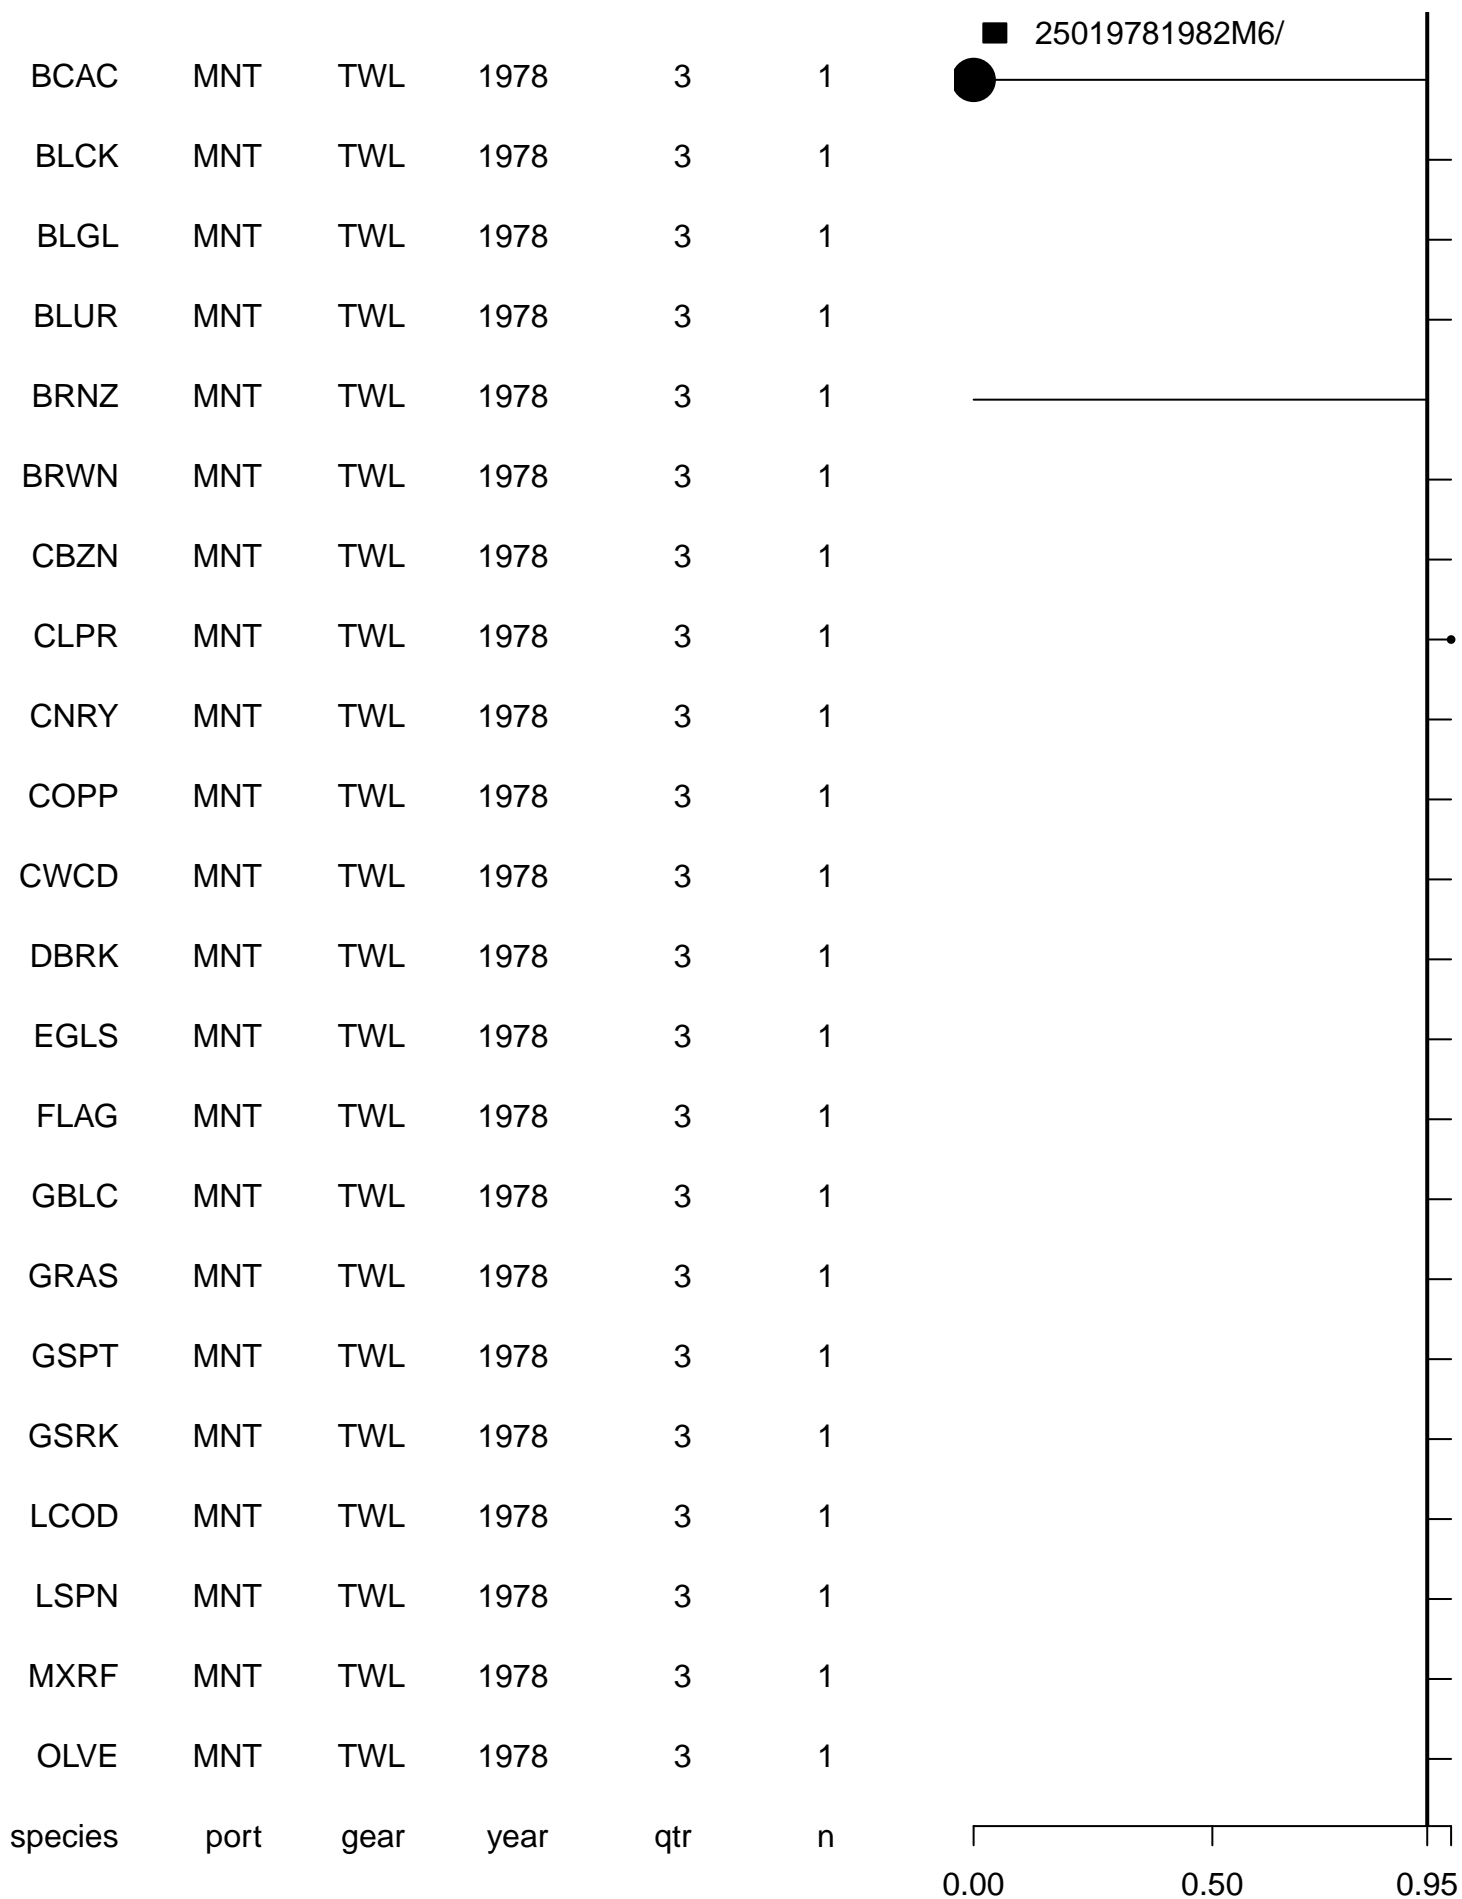 25019781982M6/
BCAC MNT TWL 1978 3 1
BLCK MNT TWL 1978 3 1
BLGL MNT TWL 1978 3 1
BLUR MNT TWL 1978 3 1
BRNZ MNT TWL 1978 3 1
BRWN MNT TWL 1978 3 1
CBZN MNT TWL 1978 3 1
CLPR MNT TWL 1978 3 1
CNRY MNT TWL 1978 3 1
COPP MNT TWL 1978 3 1
CWCD MNT TWL 1978 3 1
DBRK MNT TWL 1978 3 1
EGLS MNT TWL 1978 3 1
FLAG MNT TWL 1978 3 1
GBLC MNT TWL 1978 3 1
GRAS MNT TWL 1978 3 1
GSPT MNT TWL 1978 3 1
GSRK MNT TWL 1978 3 1
LCOD MNT TWL 1978 3 1
LSPN MNT TWL 1978 3 1
MXRF MNT TWL 1978 3 1
OLVE MNT TWL 1978 3 1
species port gear year qtr n
0.00 0.50 0.95